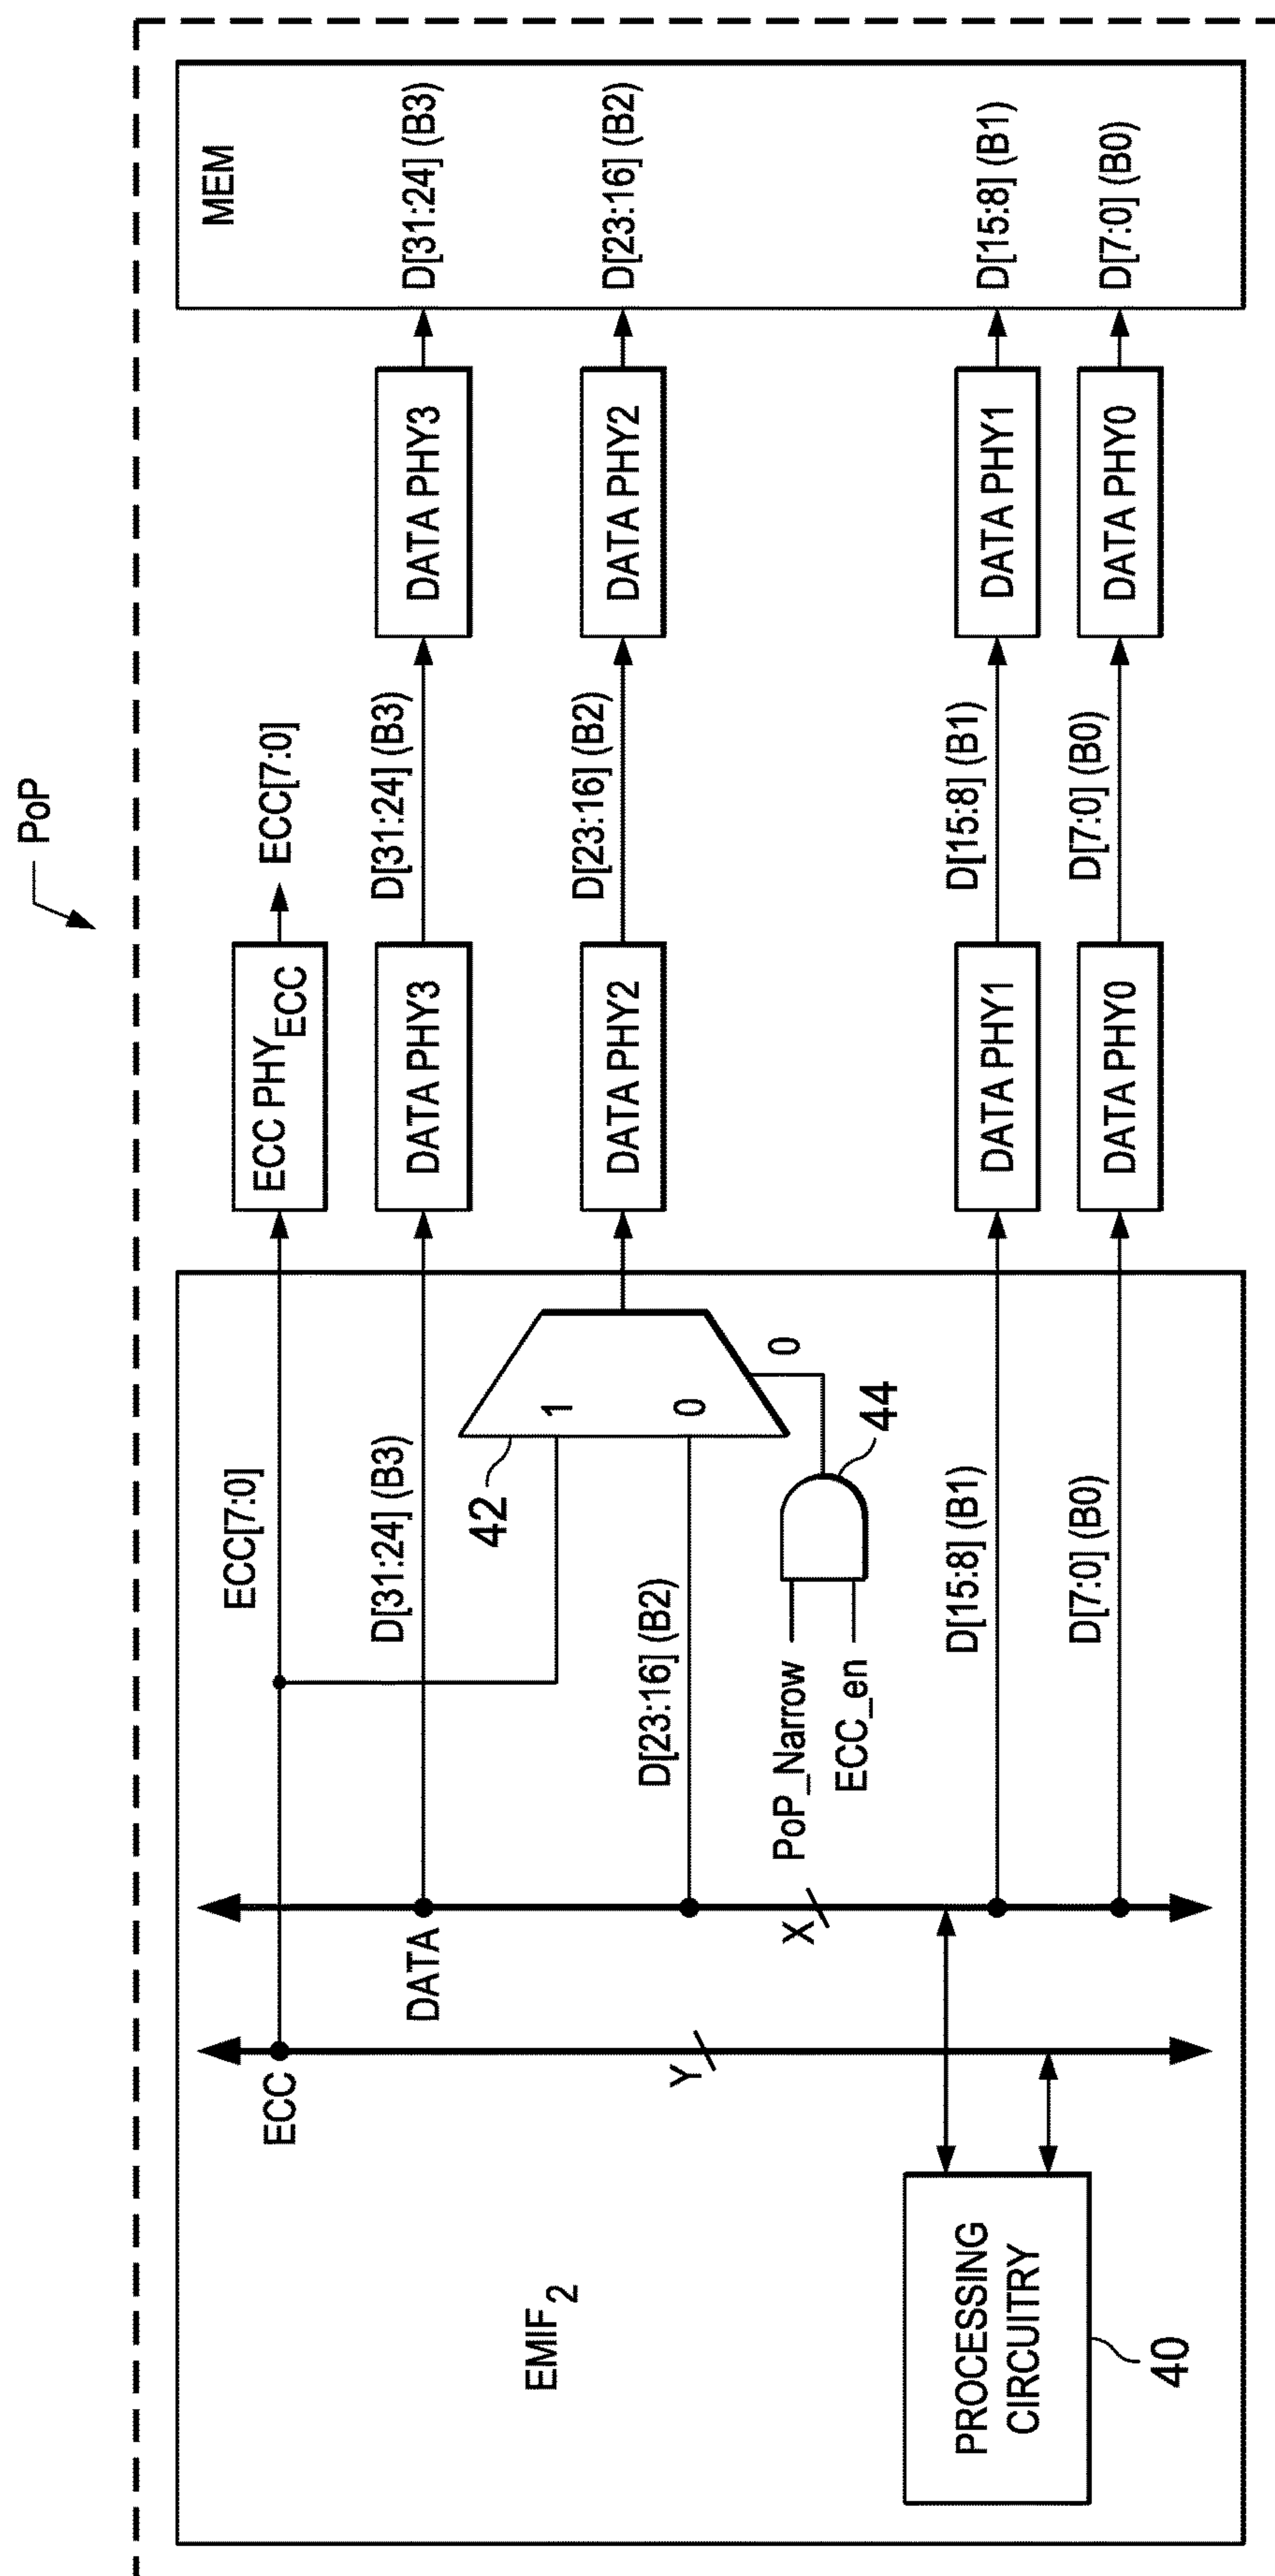 PoP
MEM
D[31:24] (B3)
D[23:16] (B2)
D[15:8] (B1)
D[7:0] (B0)
DATA PHY3
DATA PHY2
DATA PHY1
DATA PHY0
ECC[7:0]
D[31:24] (B3)
D[23:16] (B2)
D[15:8] (B1)
D[7:0] (B0)
ECC PHYECC
DATA PHY3
DATA PHY2
DATA PHY1
DATA PHY0
ECC[7:0]
D[31:24] (B3)
42
1
0
0
44
D[23:16] (B2)
PoP_Narrow
ECC_en
D[15:8] (B1)
D[7:0] (B0)
DATA
X
ECC
Y
EMIF2
PROCESSING
CIRCUITRY
40